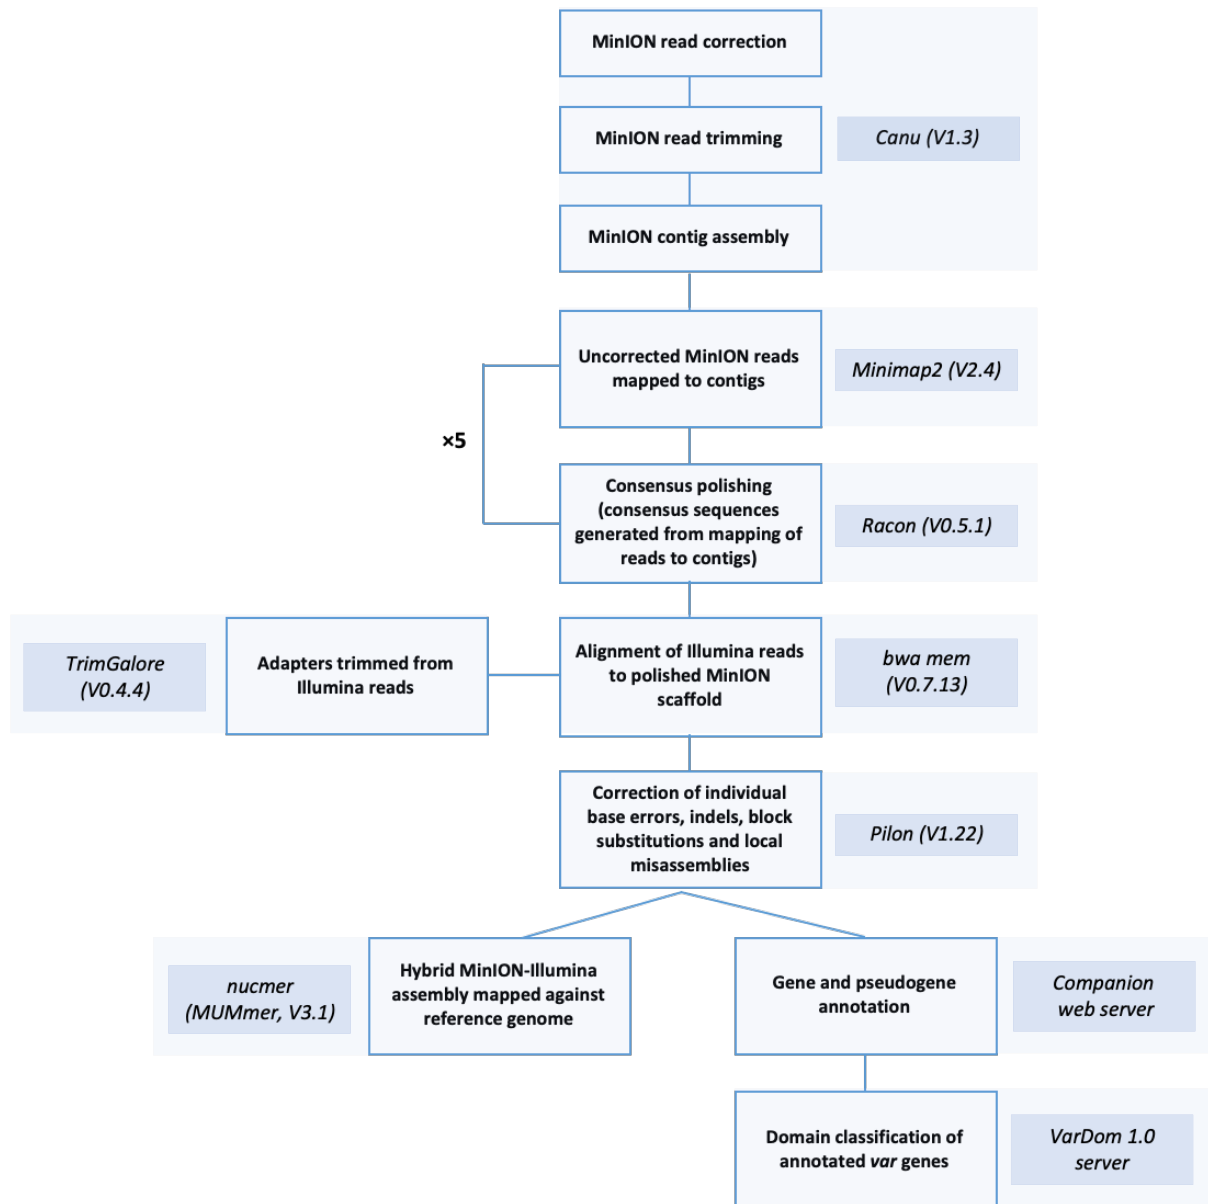 MinION read correction
MinION read trimming
Canu (V1.3)
MinION contig assembly
Uncorrected MinION reads
mapped to contigs
Minimap2 (V2.4)
×5
Consensus polishing
(consensus sequences
generated from mapping of
reads to contigs)
Racon (V0.5.1)
TrimGalore
(V0.4.4)
Adapters trimmed from
Illumina reads
Alignment of Illumina reads
to polished MinION
scaffold
bwa mem
(V0.7.13)
Correction of individual
base errors, indels, block
substitutions and local
misassemblies
Pilon (V1.22)
nucmer
(MUMmer, V3.1)
Hybrid MinION-Illumina
assembly mapped against
reference genome
Gene and pseudogene
annotation
Companion
web server
Domain classification of
annotated var genes
VarDom 1.0
server